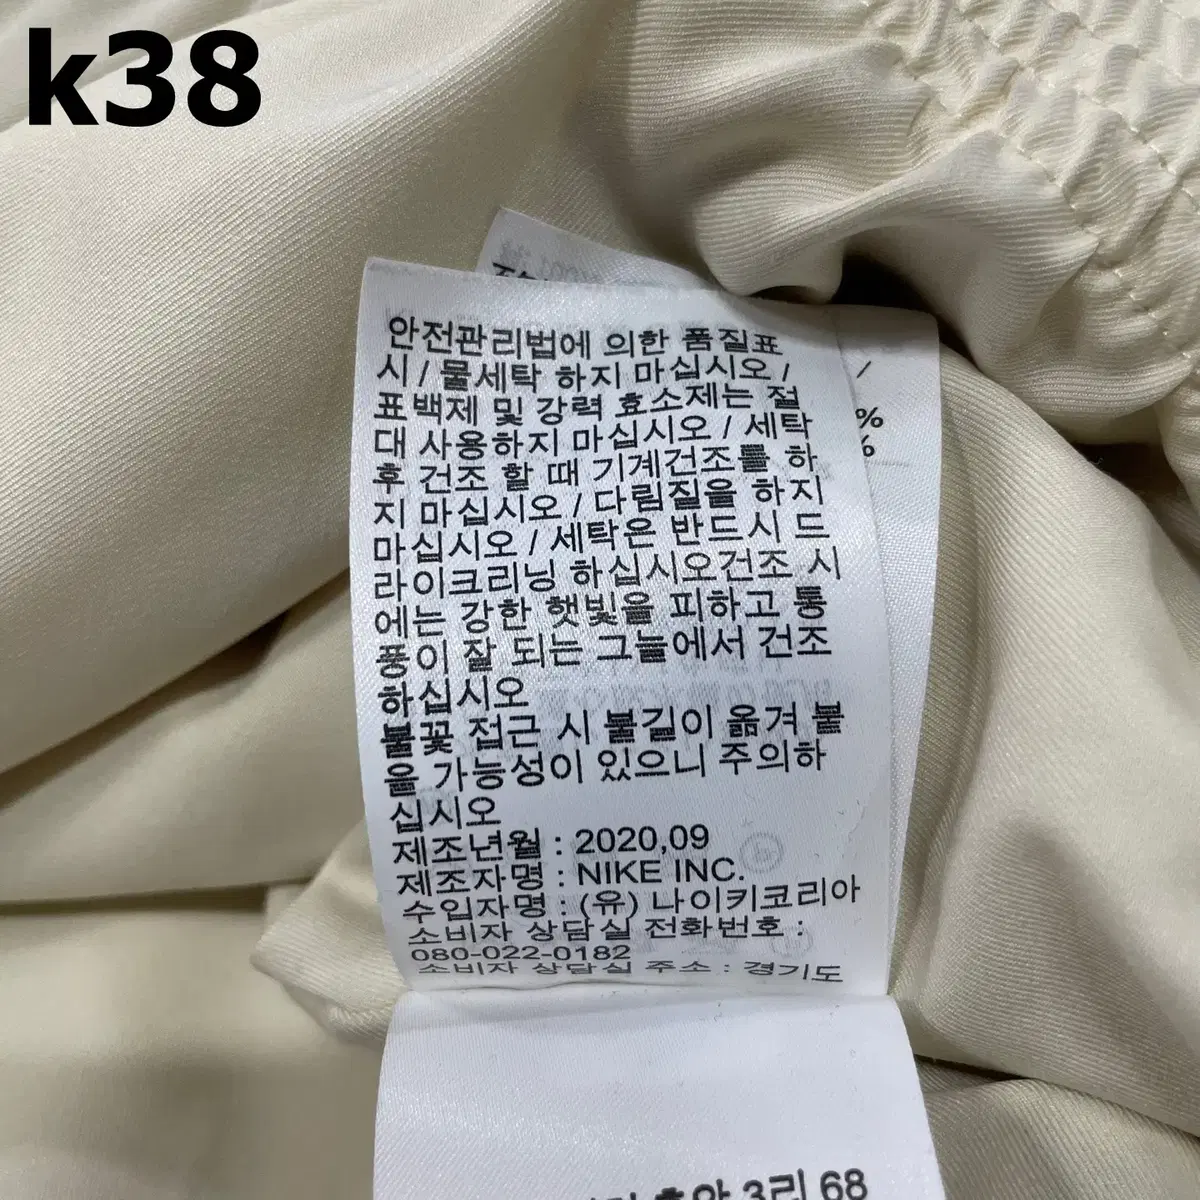 k38
안전관리법에 의한 품질표
시 / 물세탁 하지 마십시오 /
표백제 및 강력 효소제는 절
대 사용하지 마십시오 / 세탁
후 건조 할 때 기계건조를 하
지 마십시오 / 다림질을 하지
마십시오 / 세탁은 반드시 드
라이크리닝 하십시오건조 시
에는 강한 햇빛을 피하고 통
풍이 잘 되는 그늘에서 건조
하십시오
불꽃 접근 시 불길이 옮겨 붙
을 가능성이 있으니 주의하
십시오
제조년월 : 2020,09
제조자명 : NIKE INC.
수입자명 : (유) 나이키코리아
소비자 상담실 전화번호 :
080-022-0182
소비자 상담실 주소 : 경기도
3리 68
/
%
%